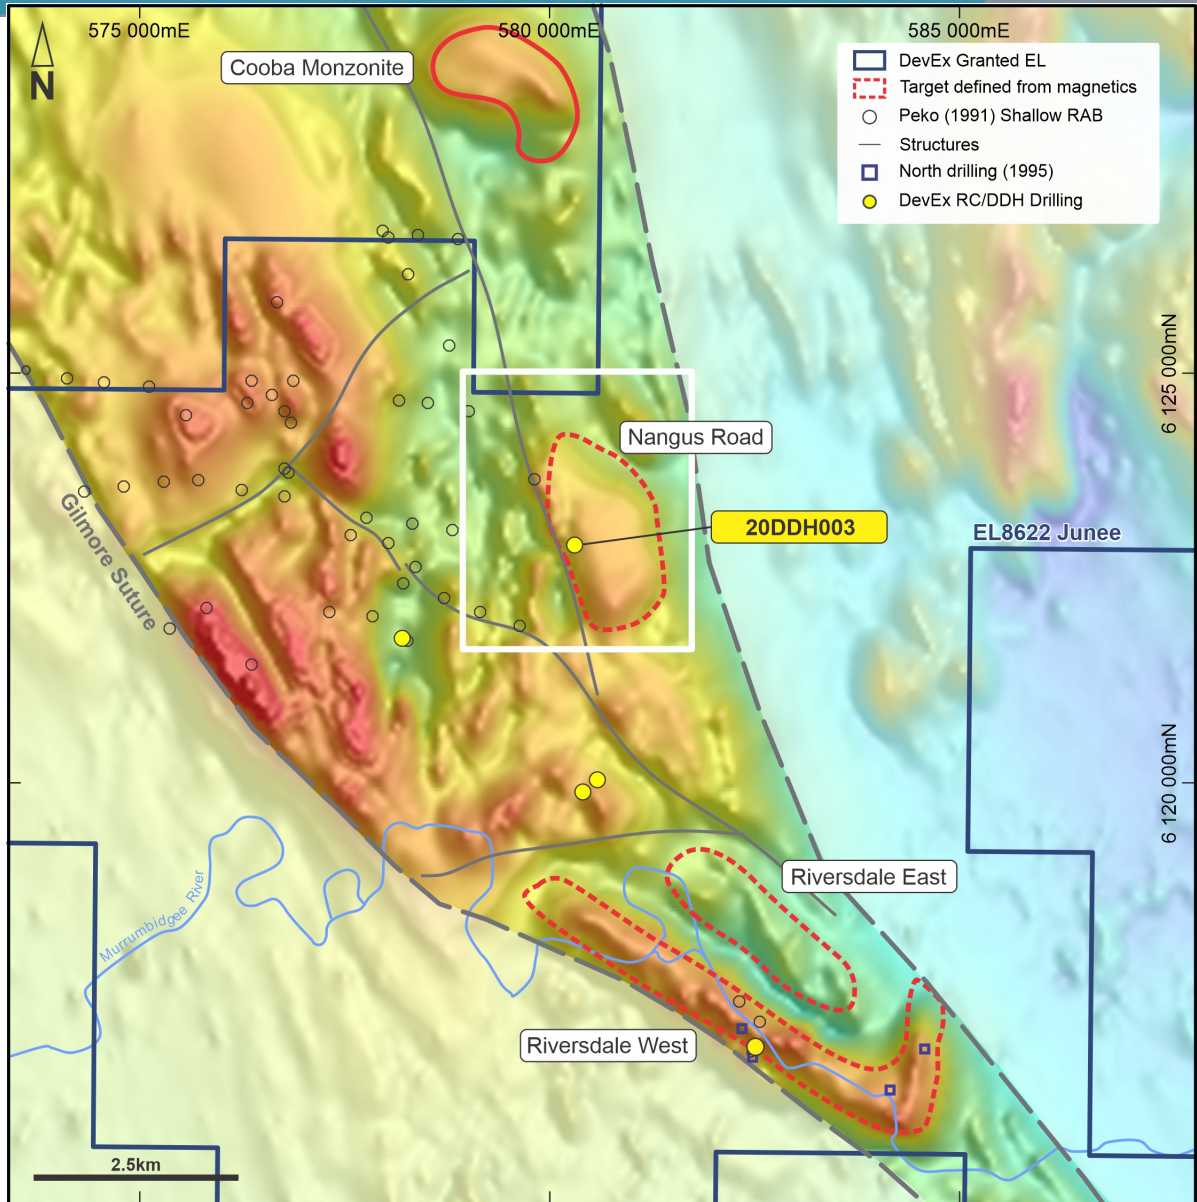 575 000mE
580 000mE
585 000mE
N
Cooba Monzonite
DevEx Granted EL
Target defined from magnetics
Peko (1991) Shallow RAB
Structures
North drilling (1995)
DevEx RC/DDH Drilling
6 125 000mN
Nangus Road
20DDH003
EL8622 Junee
Gilmore Suture
6 120 000mN
Murrumbidgee River
Riversdale East
Riversdale West
2.5km